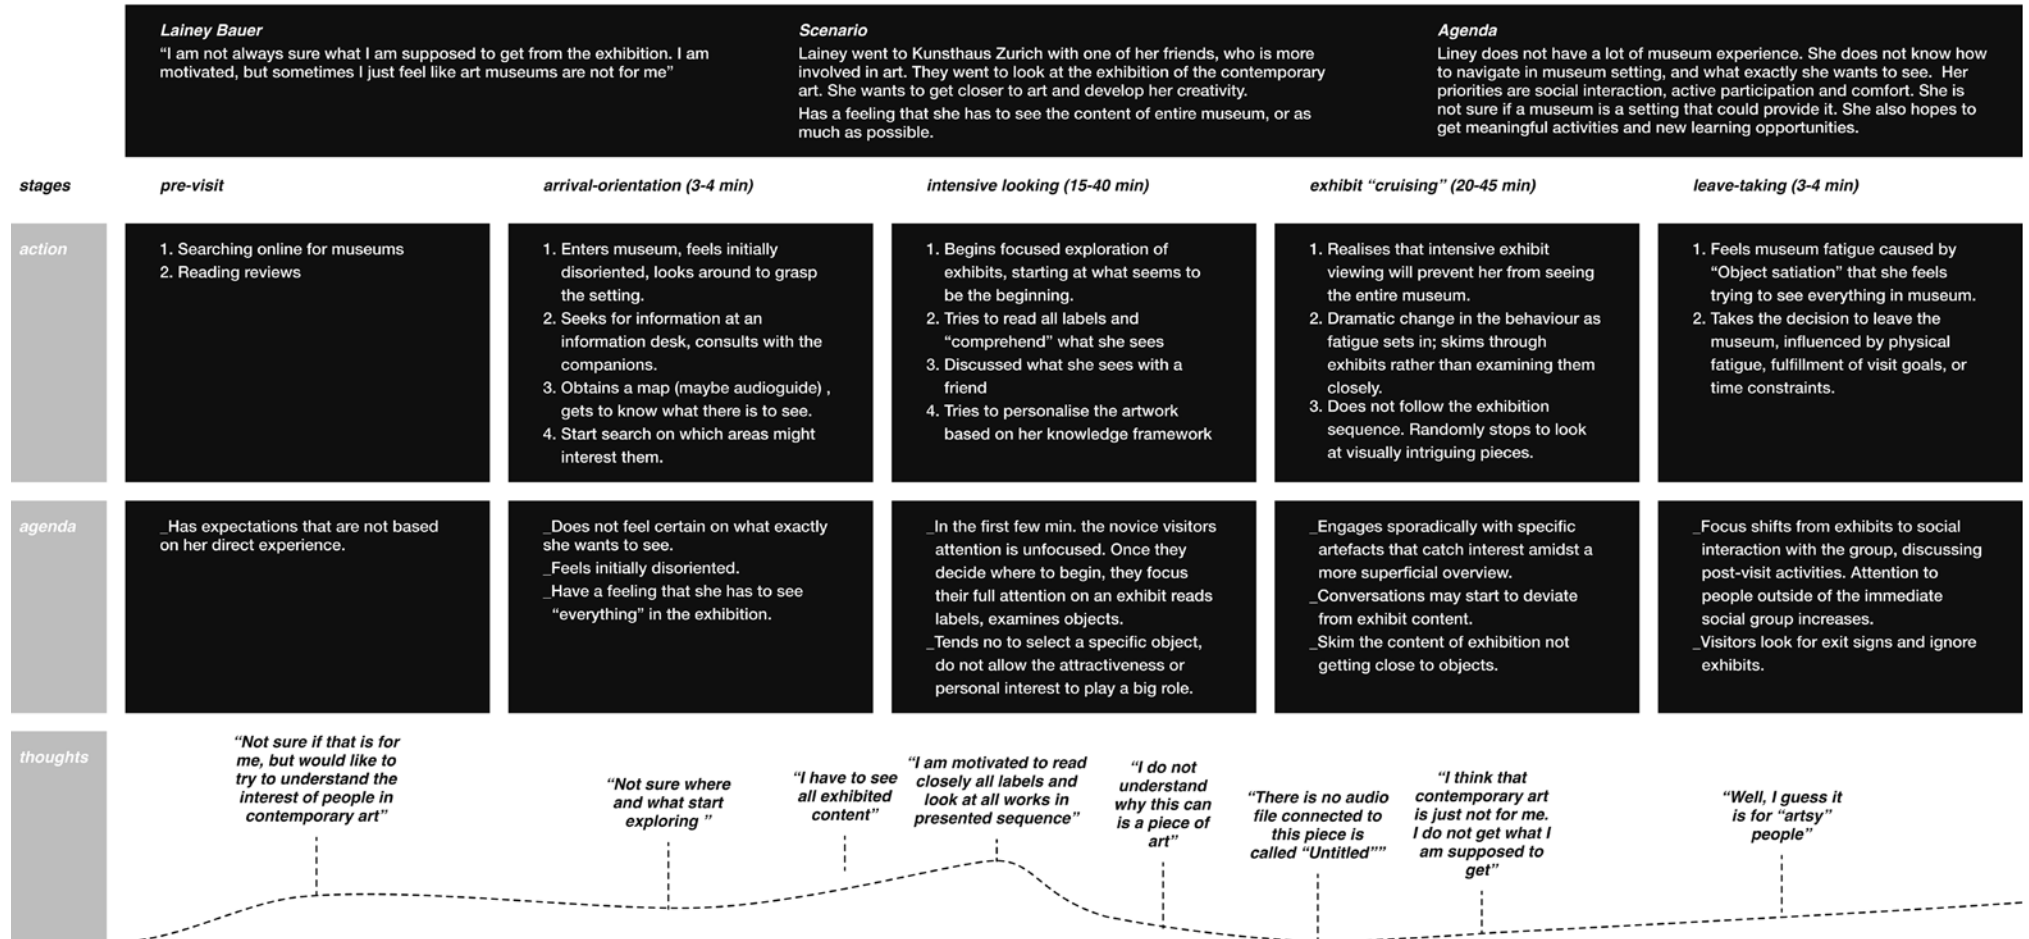 Lainey Bauer
“I am not always sure what I am supposed to get from the exhibition. I am
motivated, but sometimes I just feel like art museums are not for me”
Scenario
Lainey went to Kunsthaus Zurich with one of her friends, who is more
involved in art. They went to look at the exhibition of the contemporary
art. She wants to get closer to art and develop her creativity.
Has a feeling that she has to see the content of entire museum, or as
much as possible.
Agenda
Liney does not have a lot of museum experience. She does not know how
to navigate in museum setting, and what exactly she wants to see. Her
priorities are social interaction, active participation and comfort. She is
not sure if a museum is a setting that could provide it. She also hopes to
get meaningful activities and new learning opportunities.
stages
pre-visit
arrival-orientation (3-4 min)
intensive looking (15-40 min)
exhibit “cruising” (20-45 min)
leave-taking (3-4 min)
action
1. Searching online for museums
2. Reading reviews
1. Enters museum, feels initially
disoriented, looks around to grasp
the setting.
2. Seeks for information at an
information desk, consults with the
companions.
3. Obtains a map (maybe audioguide) ,
gets to know what there is to see.
4. Start search on which areas might
interest them.
1. Begins focused exploration of
exhibits, starting at what seems to
be the beginning.
2. Tries to read all labels and
“comprehend” what she sees
3. Discussed what she sees with a
friend
4. Tries to personalise the artwork
based on her knowledge framework
1. Realises that intensive exhibit
viewing will prevent her from seeing
the entire museum.
2. Dramatic change in the behaviour as
fatigue sets in; skims through
exhibits rather than examining them
closely.
3. Does not follow the exhibition
sequence. Randomly stops to look
at visually intriguing pieces.
1. Feels museum fatigue caused by
“Object satiation” that she feels
trying to see everything in museum.
2. Takes the decision to leave the
museum, influenced by physical
fatigue, fulfillment of visit goals, or
time constraints.
agenda
_Has expectations that are not based
on her direct experience.
_Does not feel certain on what exactly
she wants to see.
_Feels initially disoriented.
_Have a feeling that she has to see
“everything” in the exhibition.
_In the first few min. the novice visitors
attention is unfocused. Once they
decide where to begin, they focus
their full attention on an exhibit reads
labels, examines objects.
_Tends no to select a specific object,
do not allow the attractiveness or
personal interest to play a big role.
_Engages sporadically with specific
artefacts that catch interest amidst a
more superficial overview.
_Conversations may start to deviate
from exhibit content.
_Skim the content of exhibition not
getting close to objects.
_Focus shifts from exhibits to social
interaction with the group, discussing
post-visit activities. Attention to
people outside of the immediate
social group increases.
_Visitors look for exit signs and ignore
exhibits.
thoughts
“Not sure if that is for
me, but would like to
try to understand the
interest of people in
contemporary art”
“Not sure where
and what start
exploring ”
“I have to see
all exhibited
content”
“I am motivated to read
closely all labels and
look at all works in
presented sequence”
“I do not
understand
why this can
is a piece of
art”
“There is no audio
file connected to
this piece is
called “Untitled””
“I think that
contemporary art
is just not for me.
I do not get what I
am supposed to
get”
“Well, I guess it
is for “artsy”
people”